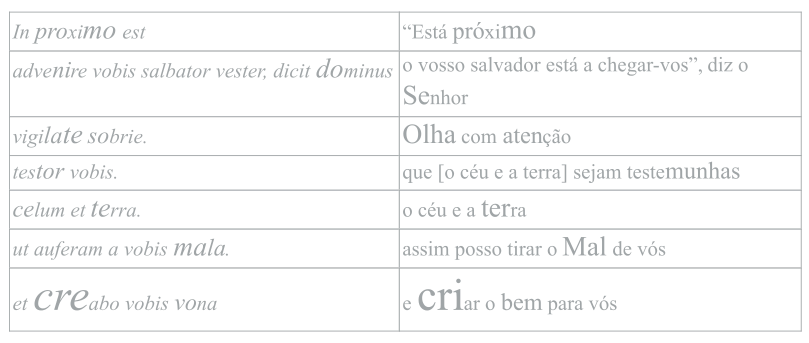 In proximo est
“Está próximo
advenire vobis salbator vester, dicit dominus
o vosso salvador está a chegar-vos”, diz o
Senhor
vigilate sobrie.
Olha com atenção
testor vobis.
que [o céu e a terra] sejam testemunhas
celum et terra.
o céu e a terra
ut auferam a vobis mala.
assim posso tirar o Mal de vós
et creabo vobis vona
e criar o bem para vós